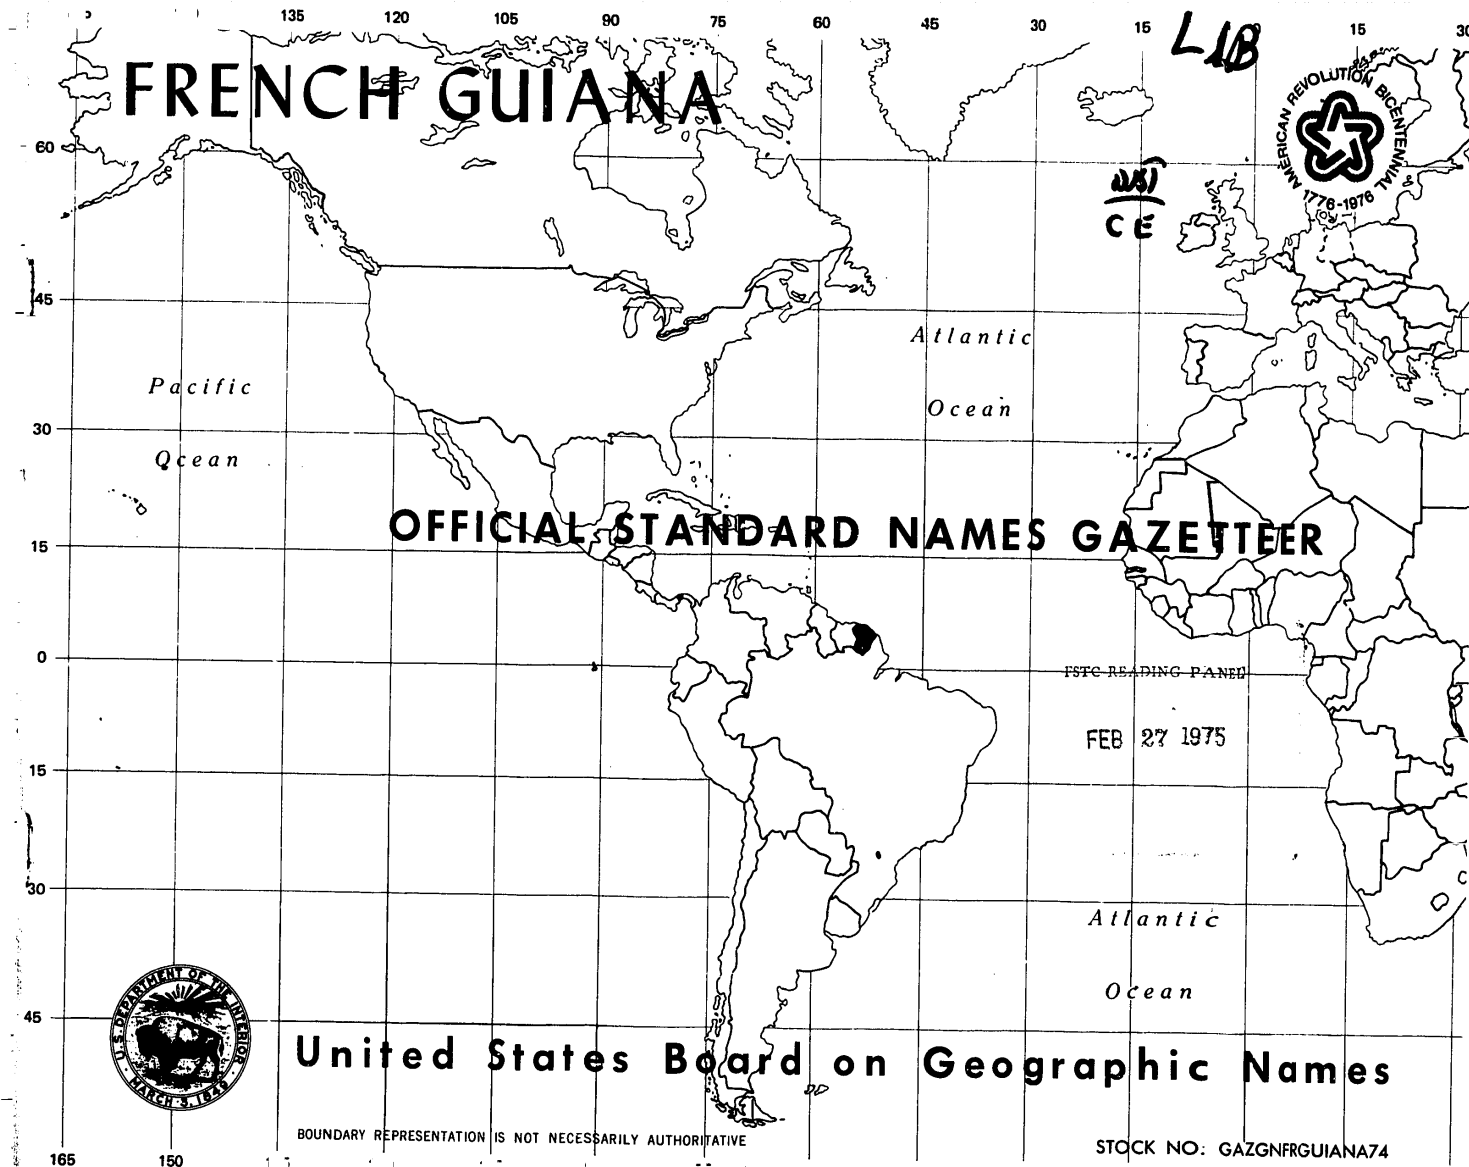 135 120 105 90 75 60 45 30 15 0 15 30
LIB
FRENCH GUIANA
AMERICAN REVOLUTION BICENTENNIAL 1776-1976
60
CE
45
Atlantic
Pacific
Ocean
30
Ocean
OFFICIAL STANDARD NAMES GAZETTEER
15
0
FSTC READING PANEL
FEB 27 1975
15
30
Atlantic
Ocean
U.S. DEPARTMENT OF THE INTERIOR
MARCH 3, 1849
45
United States Board on Geographic Names
BOUNDARY REPRESENTATION IS NOT NECESSARILY AUTHORITATIVE
STOCK NO: GAZGNFRGUIANA74
165 150